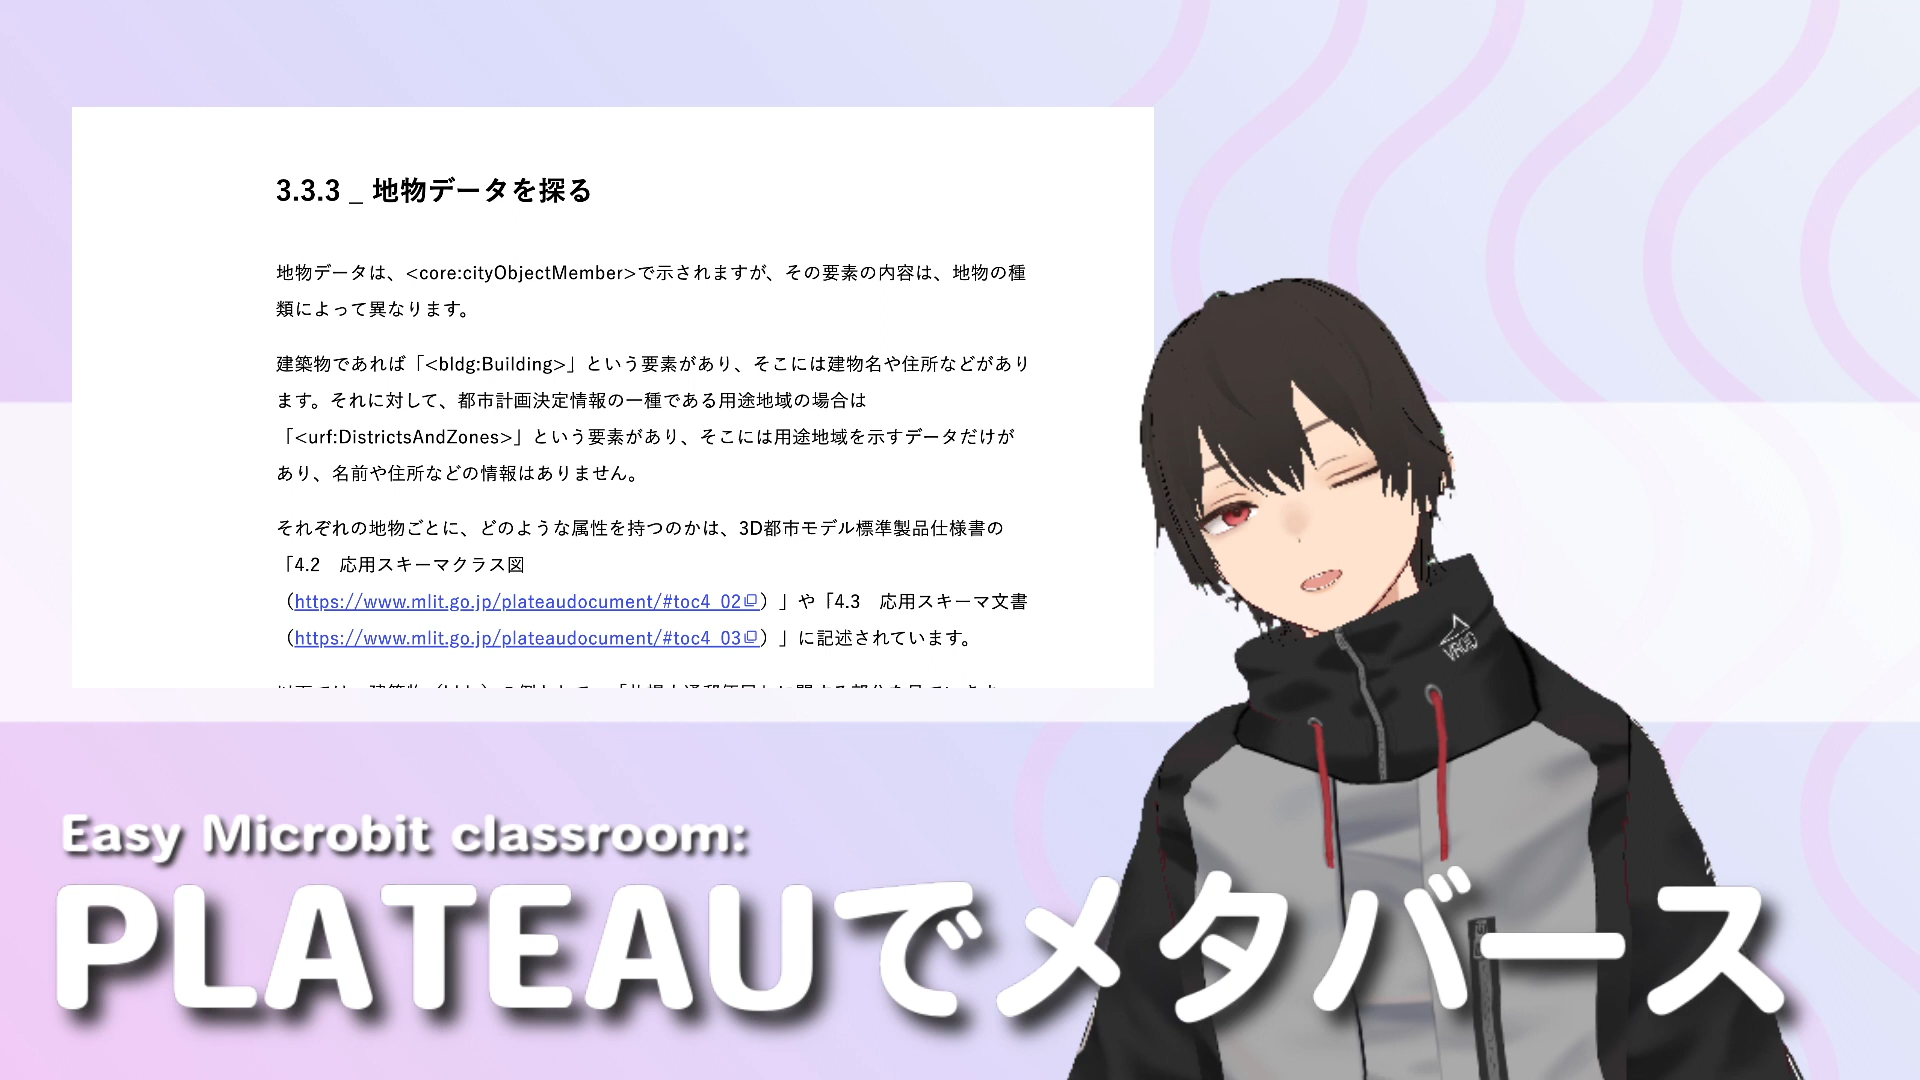 3.3.3 _ 地物データを探る
地物データは、<core:cityObjectMember>で示されますが、その要素の内容は、地物の種
類によって異なります。
建築物であれば「<bldg:Building>」という要素があり、そこには建物名や住所などがあり
ます。それに対して、都市計画決定情報の一種である用途地域の場合は
「<urf:DistrictsAndZones>」という要素があり、そこには用途地域を示すデータだけが
あり、名前や住所などの情報はありません。
それぞれの地物ごとに、どのような属性を持つのかは、3D都市モデル標準製品仕様書の
「4.2　応用スキーマクラス図
（https://www.mlit.go.jp/plateaudocument/#toc4_02）」や「4.3　応用スキーマ文書
（https://www.mlit.go.jp/plateaudocument/#toc4_03）」に記述されています。
VROID
Easy Microbit classroom:
PLATEAUでメタバース